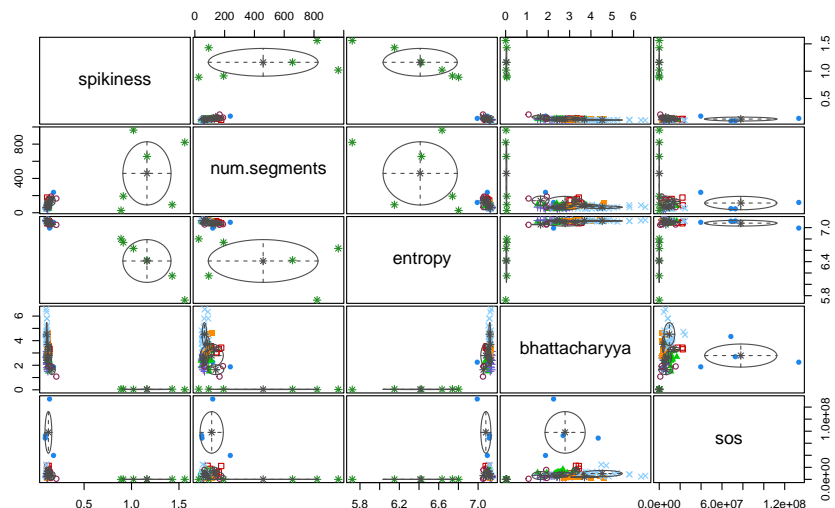 0 200 400 600 800
0 1 2 3 4 5 6
spikiness
0.5 1.0 1.5
num.segments
0 400 800
entropy
5.8 6.4 7.0
bhattacharyya
0 2 4 6
sos
0.0e+00 1.0e+08
0.5 1.0 1.5
5.8 6.2 6.6 7.0
0.0e+00 6.0e+07 1.2e+08